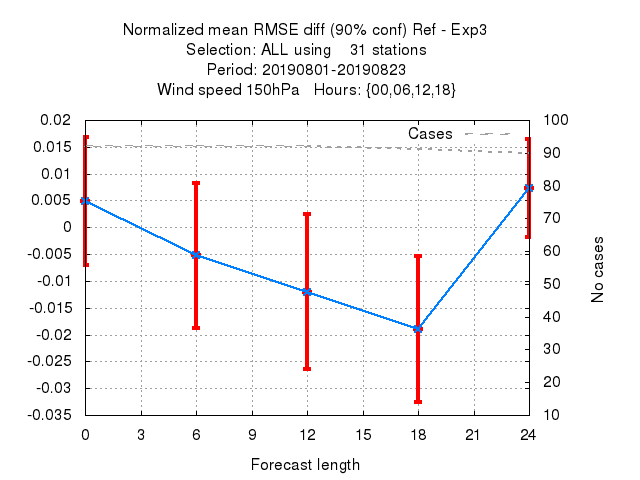 Normalized mean RMSE diff (90% conf) Ref - Exp3
Selection: ALL using    31 stations
Period: 20190801-20190823
Wind speed 150hPa   Hours: {00,06,12,18}
Cases
0.02
0.015
0.01
0.005
0
-0.005
-0.01
-0.015
-0.02
-0.025
-0.03
-0.035
100
90
80
70
60
50
40
30
20
10
No cases
0 3 6 9 12 15 18 21 24
Forecast length